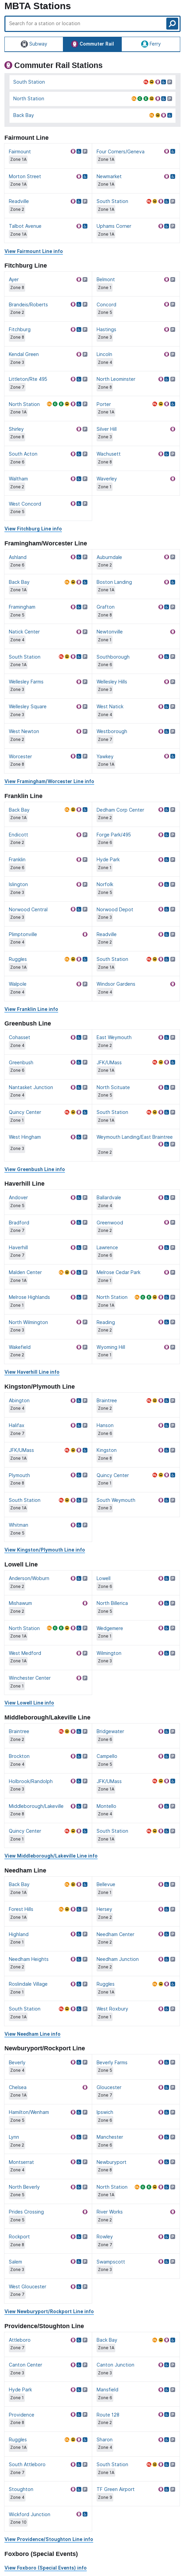 MBTA Stations
Search for a station or location
Subway
Commuter Rail
Ferry
Commuter Rail Stations
South Station
North Station
Back Bay
Fairmount Line
Fairmount
Zone 1A
Four Corners/Geneva
Zone 1A
Morton Street
Zone 1A
Newmarket
Zone 1A
Readville
Zone 2
South Station
Zone 1A
Talbot Avenue
Zone 1A
Uphams Corner
Zone 1A
View Fairmount Line info
Fitchburg Line
Ayer
Zone 8
Belmont
Zone 1
Brandeis/Roberts
Zone 2
Concord
Zone 5
Fitchburg
Zone 8
Hastings
Zone 3
Kendal Green
Zone 3
Lincoln
Zone 4
Littleton/Rte 495
Zone 7
North Leominster
Zone 8
North Station
Zone 1A
Porter
Zone 1A
Shirley
Zone 8
Silver Hill
Zone 3
South Acton
Zone 6
Wachusett
Zone 8
Waltham
Zone 2
Waverley
Zone 1
West Concord
Zone 5
View Fitchburg Line info
Framingham/Worcester Line
Ashland
Zone 6
Auburndale
Zone 2
Back Bay
Zone 1A
Boston Landing
Zone 1A
Framingham
Zone 5
Grafton
Zone 8
Natick Center
Zone 4
Newtonville
Zone 1
South Station
Zone 1A
Southborough
Zone 6
Wellesley Farms
Zone 3
Wellesley Hills
Zone 3
Wellesley Square
Zone 3
West Natick
Zone 4
West Newton
Zone 2
Westborough
Zone 7
Worcester
Zone 8
Yawkey
Zone 1A
View Framingham/Worcester Line info
Franklin Line
Back Bay
Zone 1A
Dedham Corp Center
Zone 2
Endicott
Zone 2
Forge Park/495
Zone 6
Franklin
Zone 6
Hyde Park
Zone 1
Islington
Zone 3
Norfolk
Zone 5
Norwood Central
Zone 3
Norwood Depot
Zone 3
Plimptonville
Zone 4
Readville
Zone 2
Ruggles
Zone 1A
South Station
Zone 1A
Walpole
Zone 4
Windsor Gardens
Zone 4
View Franklin Line info
Greenbush Line
Cohasset
Zone 4
East Weymouth
Zone 2
Greenbush
Zone 6
JFK/UMass
Zone 1A
Nantasket Junction
Zone 4
North Scituate
Zone 5
Quincy Center
Zone 1
South Station
Zone 1A
West Hingham
Zone 3
Weymouth Landing/East Braintree
Zone 2
View Greenbush Line info
Haverhill Line
Andover
Zone 5
Ballardvale
Zone 4
Bradford
Zone 7
Greenwood
Zone 2
Haverhill
Zone 7
Lawrence
Zone 6
Malden Center
Zone 1A
Melrose Cedar Park
Zone 1
Melrose Highlands
Zone 1
North Station
Zone 1A
North Wilmington
Zone 3
Reading
Zone 2
Wakefield
Zone 2
Wyoming Hill
Zone 1
View Haverhill Line info
Kingston/Plymouth Line
Abington
Zone 4
Braintree
Zone 2
Halifax
Zone 7
Hanson
Zone 6
JFK/UMass
Zone 1A
Kingston
Zone 8
Plymouth
Zone 8
Quincy Center
Zone 1
South Station
Zone 1A
South Weymouth
Zone 3
Whitman
Zone 5
View Kingston/Plymouth Line info
Lowell Line
Anderson/Woburn
Zone 2
Lowell
Zone 6
Mishawum
Zone 2
North Billerica
Zone 5
North Station
Zone 1A
Wedgemere
Zone 1
West Medford
Zone 1A
Wilmington
Zone 3
Winchester Center
Zone 1
View Lowell Line info
Middleborough/Lakeville Line
Braintree
Zone 2
Bridgewater
Zone 6
Brockton
Zone 4
Campello
Zone 5
Holbrook/Randolph
Zone 3
JFK/UMass
Zone 1A
Middleborough/Lakeville
Zone 8
Montello
Zone 4
Quincy Center
Zone 1
South Station
Zone 1A
View Middleborough/Lakeville Line info
Needham Line
Back Bay
Zone 1A
Bellevue
Zone 1
Forest Hills
Zone 1A
Hersey
Zone 2
Highland
Zone 1
Needham Center
Zone 2
Needham Heights
Zone 2
Needham Junction
Zone 2
Roslindale Village
Zone 1
Ruggles
Zone 1A
South Station
Zone 1A
West Roxbury
Zone 1
View Needham Line info
Newburyport/Rockport Line
Beverly
Zone 4
Beverly Farms
Zone 5
Chelsea
Zone 1A
Gloucester
Zone 7
Hamilton/Wenham
Zone 5
Ipswich
Zone 6
Lynn
Zone 2
Manchester
Zone 6
Montserrat
Zone 4
Newburyport
Zone 8
North Beverly
Zone 5
North Station
Zone 1A
Prides Crossing
Zone 5
River Works
Zone 2
Rockport
Zone 8
Rowley
Zone 7
Salem
Zone 3
Swampscott
Zone 3
West Gloucester
Zone 7
View Newburyport/Rockport Line info
Providence/Stoughton Line
Attleboro
Zone 7
Back Bay
Zone 1A
Canton Center
Zone 3
Canton Junction
Zone 3
Hyde Park
Zone 1
Mansfield
Zone 6
Providence
Zone 8
Route 128
Zone 2
Ruggles
Zone 1A
Sharon
Zone 4
South Attleboro
Zone 7
South Station
Zone 1A
Stoughton
Zone 4
TF Green Airport
Zone 9
Wickford Junction
Zone 10
View Providence/Stoughton Line info
Foxboro (Special Events)
View Foxboro (Special Events) info